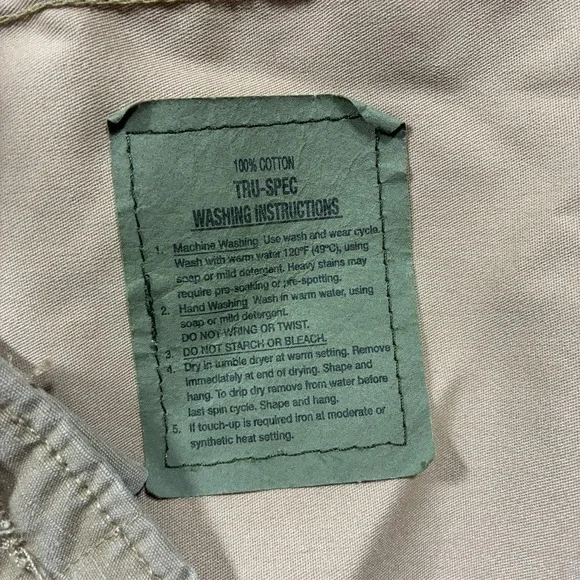 100% COTTON
TRU-SPEC
WASHING INSTRUCTIONS
1. Machine Washing Use wash and wear cycle.
Wash with warm water 120°F (49°C), using
soap or mild detergent. Heavy stains may
require pre-soaking or pre-spotting.
2. Hand Washing Wash in warm water, using
soap or mild detergent.
DO NOT WRING OR TWIST.
3. DO NOT STARCH OR BLEACH.
4. Dry in tumble dryer at warm setting. Remove
immediately at end of drying. Shape and
hang. To drip dry remove from water before
last spin cycle. Shape and hang.
5. If touch-up is required iron at moderate or
synthetic heat setting.